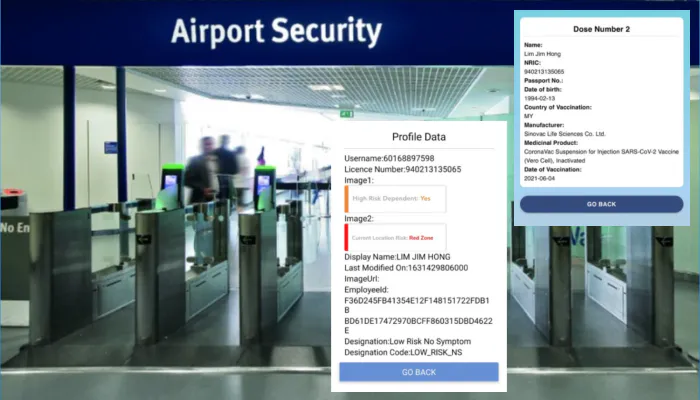 Airport Security
No En
Profile Data
Username:60168897598
Licence Number:940213135065
Image1:
High Risk Dependent: Yes
Image2:
Current Location Risk: Red Zone
Display Name:LIM JIM HONG
Last Modified On:1631429806000
ImageUrl:
EmployeeId:
F36D245FB41354E12F148151722FDB1
B
BD61DE17472970BCFF860315DBD4622
E
Designation:Low Risk No Symptom
Designation Code:LOW_RISK_NS
GO BACK
Dose Number 2
Name:
Lim Jim Hong
NRIC:
940213135065
Passport No.:
Date of birth:
1994-02-13
Country of Vaccination:
MY
Manufacturer:
Sinovac Life Sciences Co. Ltd.
Medicinal Product:
CoronaVac Suspension for Injection SARS-CoV-2 Vaccine
(Vero Cell), Inactivated
Date of Vaccination:
2021-06-04
GO BACK